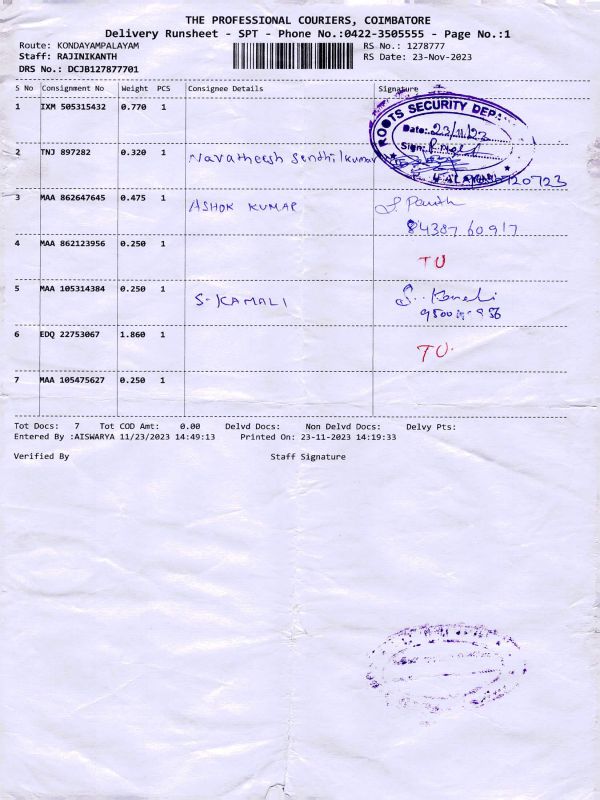 THE PROFESSIONAL COURIERS, COIMBATORE
Delivery Runsheet - SPT - Phone No.:0422-3505555 - Page No.:1
Route: KONDAYAMPALAYAM RS No.: 1278777
Staff: RAJINIKANTH RS Date: 23-Nov-2023
DRS No.: DCJB127877701
S No Consignment No Weight PCS Consignee Details Signature
1 IXM 505315432 0.770 1
ROOTS SECURITY DEPA
Date: 23/11/23
Sign:
2 TNJ 897282 0.320 1 Navatheesh Sendhilkumar
3 MAA 862647645 0.475 1 ASHOK KUMAR
84387 60917
4 MAA 862123956 0.250 1 TU
5 MAA 105314384 0.250 1 S-KAMALI S. Kamali
6 EDQ 22753067 1.860 1 TU.
7 MAA 105475627 0.250 1
Tot Docs: 7 Tot COD Amt: 0.00 Delvd Docs: Non Delvd Docs: Delvy Pts:
Entered By :AISWARYA 11/23/2023 14:49:13 Printed On: 23-11-2023 14:19:33
Verified By Staff Signature